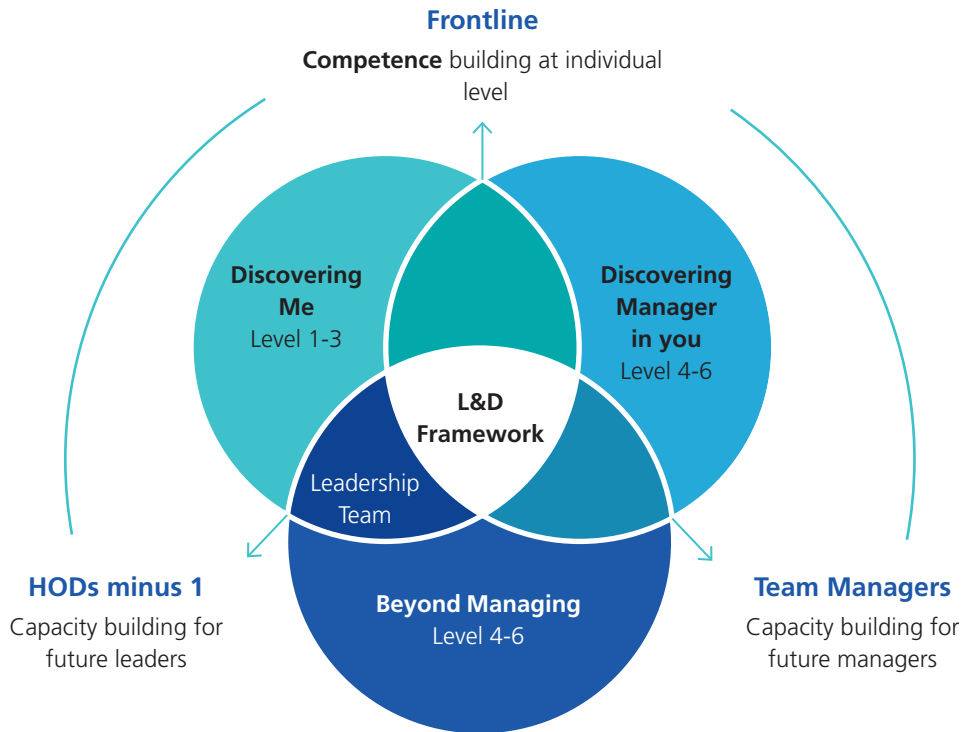 Frontline
Competence building at individual
level
Discovering
Me
Level 1-3
Discovering
Manager
in you
Level 4-6
L&D
Framework
Leadership
Team
Beyond Managing
Level 4-6
HODs minus 1
Capacity building for
future leaders
Team Managers
Capacity building for
future managers